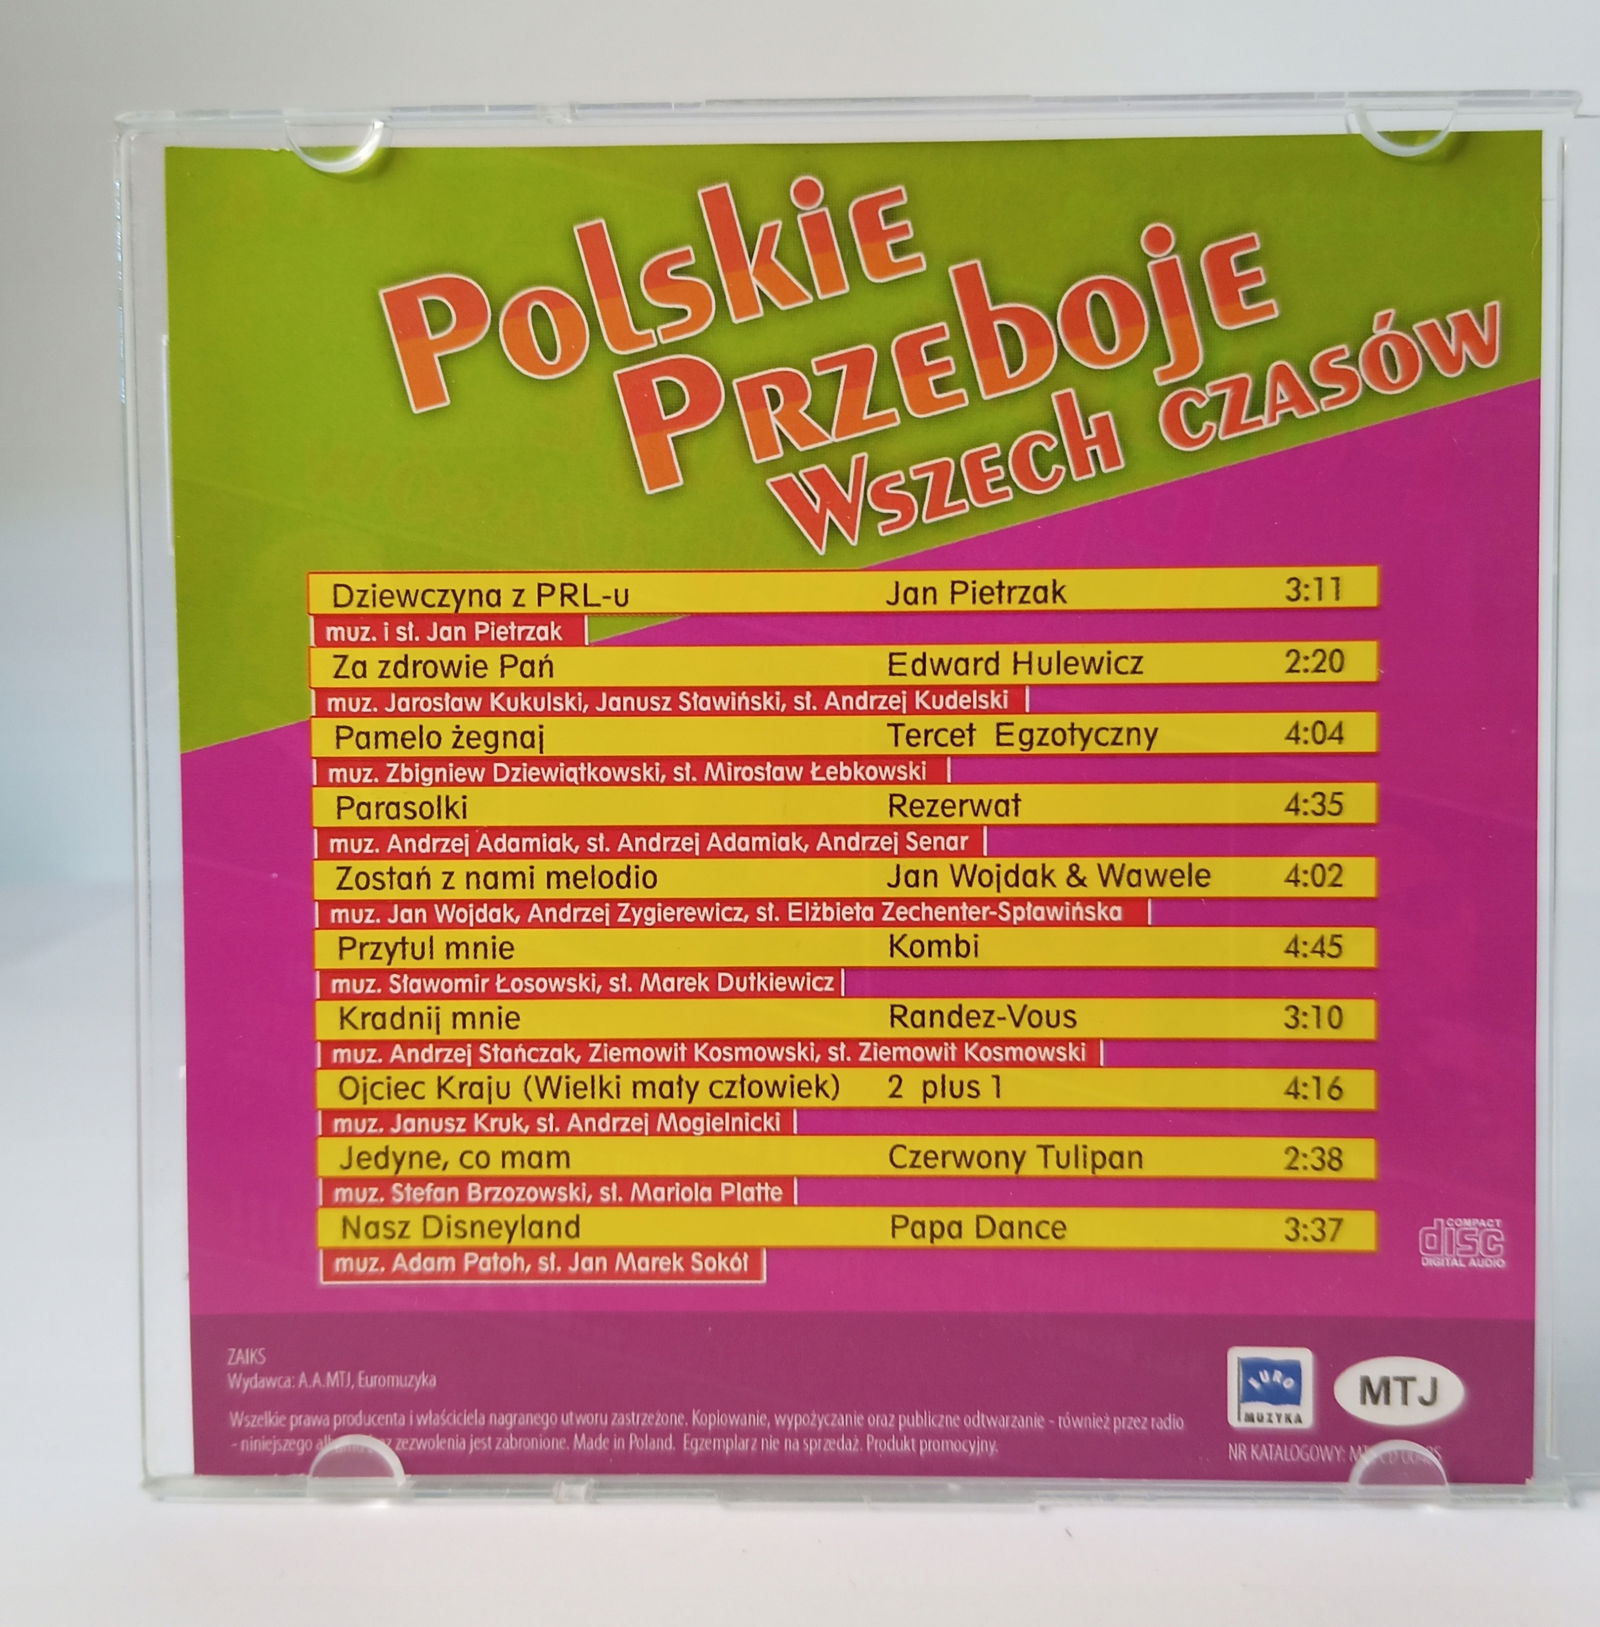 Polskie
Przeboje
Wszech czasów
Dziewczyna z PRL-u Jan Pietrzak 3:11
muz. i sł. Jan Pietrzak
Za zdrowie Pań Edward Hulewicz 2:20
muz. Jarosław Kukulski, Janusz Sławiński, sł. Andrzej Kudelski
Pamelo żegnaj Tercet Egzotyczny 4:04
muz. Zbigniew Dziewiątkowski, sł. Mirosław Łebkowski
Parasolki Rezerwat 4:35
muz. Andrzej Adamiak, sł. Andrzej Adamiak, Andrzej Senar
Zostań z nami melodio Jan Wojdak & Wawele 4:02
muz. Jan Wojdak, Andrzej Zygierewicz, sł. Elżbieta Zechenter-Spławińska
Przytul mnie Kombi 4:45
muz. Sławomir Łosowski, sł. Marek Dutkiewicz
Kradnij mnie Randez-Vous 3:10
muz. Andrzej Stańczak, Ziemowit Kosmowski, sł. Ziemowit Kosmowski
Ojciec Kraju (Wielki mały człowiek) 2 plus 1 4:16
muz. Janusz Kruk, sł. Andrzej Mogielnicki
Jedyne, co mam Czerwony Tulipan 2:38
muz. Stefan Brzozowski, sł. Mariola Platte
Nasz Disneyland Papa Dance 3:37
muz. Adam Patoh, sł. Jan Marek Sokół
COMPACT
disc
DIGITAL AUDIO
ZAIKS
Wydawca: A.A.MTJ, Euromuzyka
Wszelkie prawa producenta i właściciela nagranego utworu zastrzeżone. Kopiowanie, wypożyczanie oraz publiczne odtwarzanie - również przez radio
- niniejszego zezwolenia jest zabronione. Made in Poland. Egzemplarz nie na sprzedaż. Produkt promocyjny.
EURO
MUZYKA
MTJ
NR KATALOGOWY: